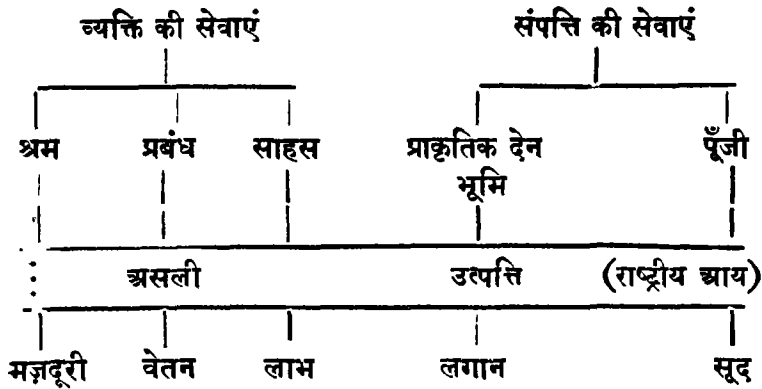 व्यक्ति की सेवाएं संपत्ति की सेवाएं
श्रम प्रबंध साहस प्राकृतिक देन पूँजी
भूमि
असली उत्पत्ति (राष्ट्रीय आय)
मज़दूरी वेतन लाभ लगान सूद